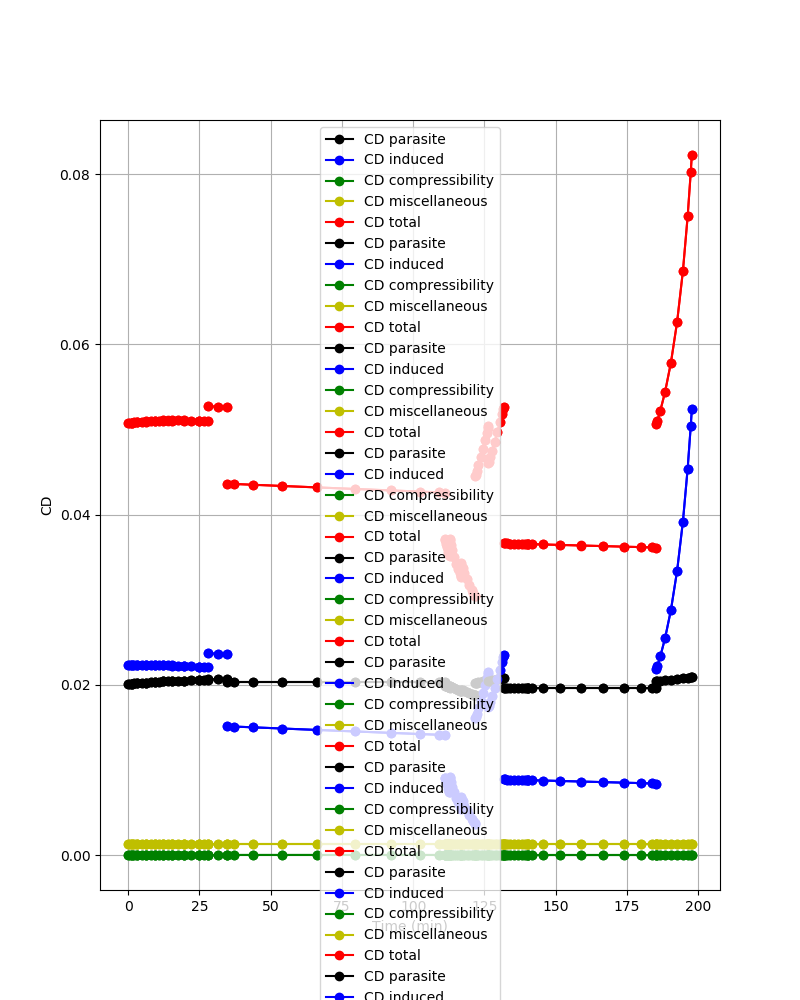 CD parasite
CD induced
CD compressibility
CD miscellaneous
CD total
CD parasite
CD induced
CD compressibility
CD miscellaneous
CD total
CD parasite
CD induced
CD compressibility
CD miscellaneous
CD total
CD parasite
CD induced
CD compressibility
CD miscellaneous
CD total
CD parasite
CD induced
CD compressibility
CD miscellaneous
CD total
CD parasite
CD induced
CD compressibility
CD miscellaneous
CD total
CD parasite
CD induced
CD compressibility
CD miscellaneous
CD total
CD parasite
CD induced
CD compressibility
CD miscellaneous
CD total
CD parasite
CD induced
0.08
0.06
0.04
0.02
0.00
CD
0 25 50 75 100 125 150 175 200
Time (min)